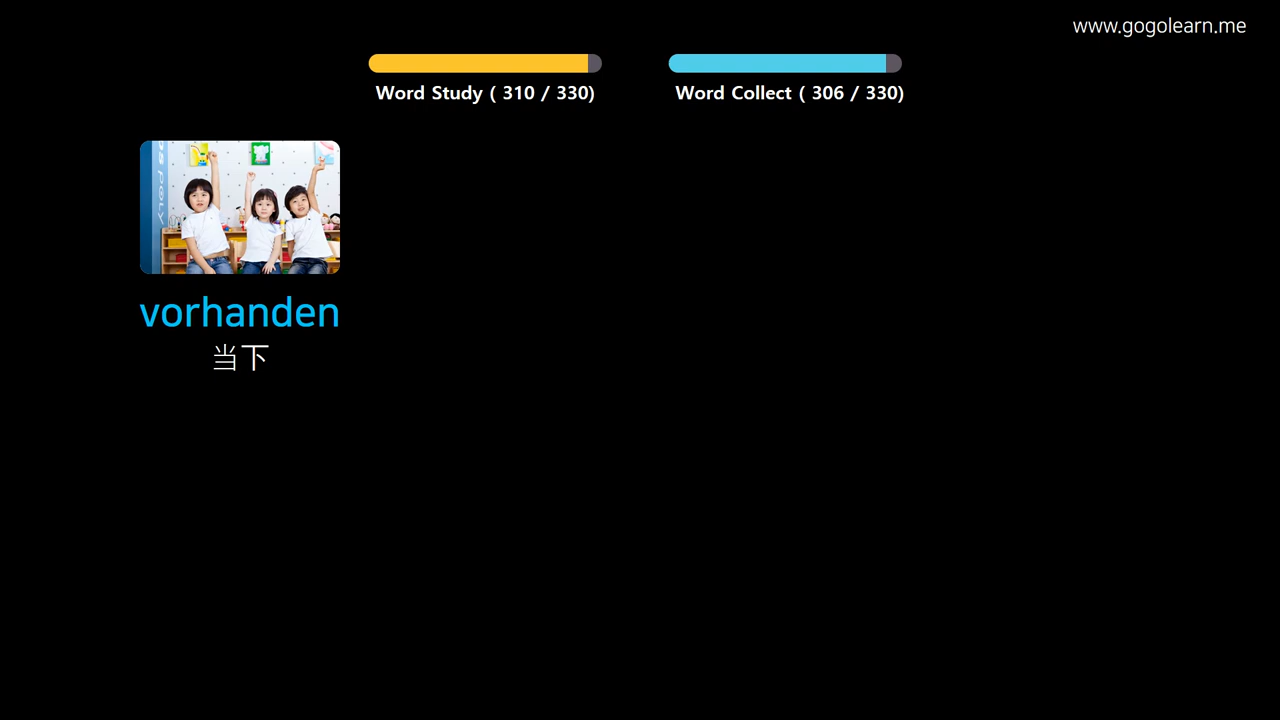 www.gogolearn.me
Word Study ( 310 / 330)
Word Collect ( 306 / 330)
vorhanden
当下